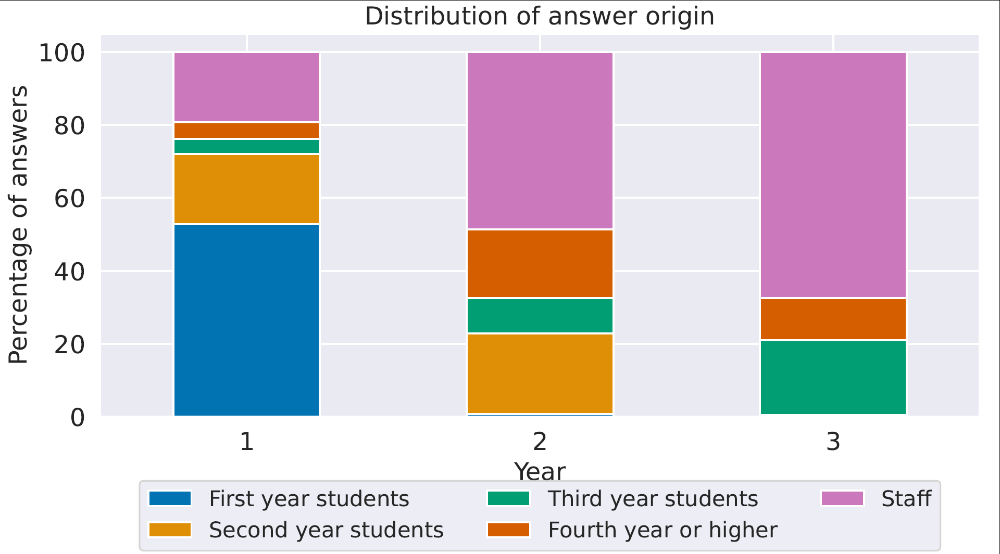 Distribution of answer origin
Percentage of answers
100
80
60
40
20
0
1 2 3
Year
First year students Third year students Staff
Second year students Fourth year or higher